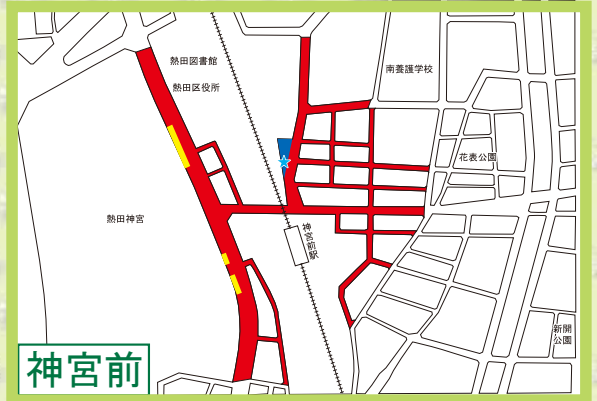 熱田図書館
熱田区役所
南養護学校
花表公園
熱田神宮
神宮前駅
新開
公園
神宮前